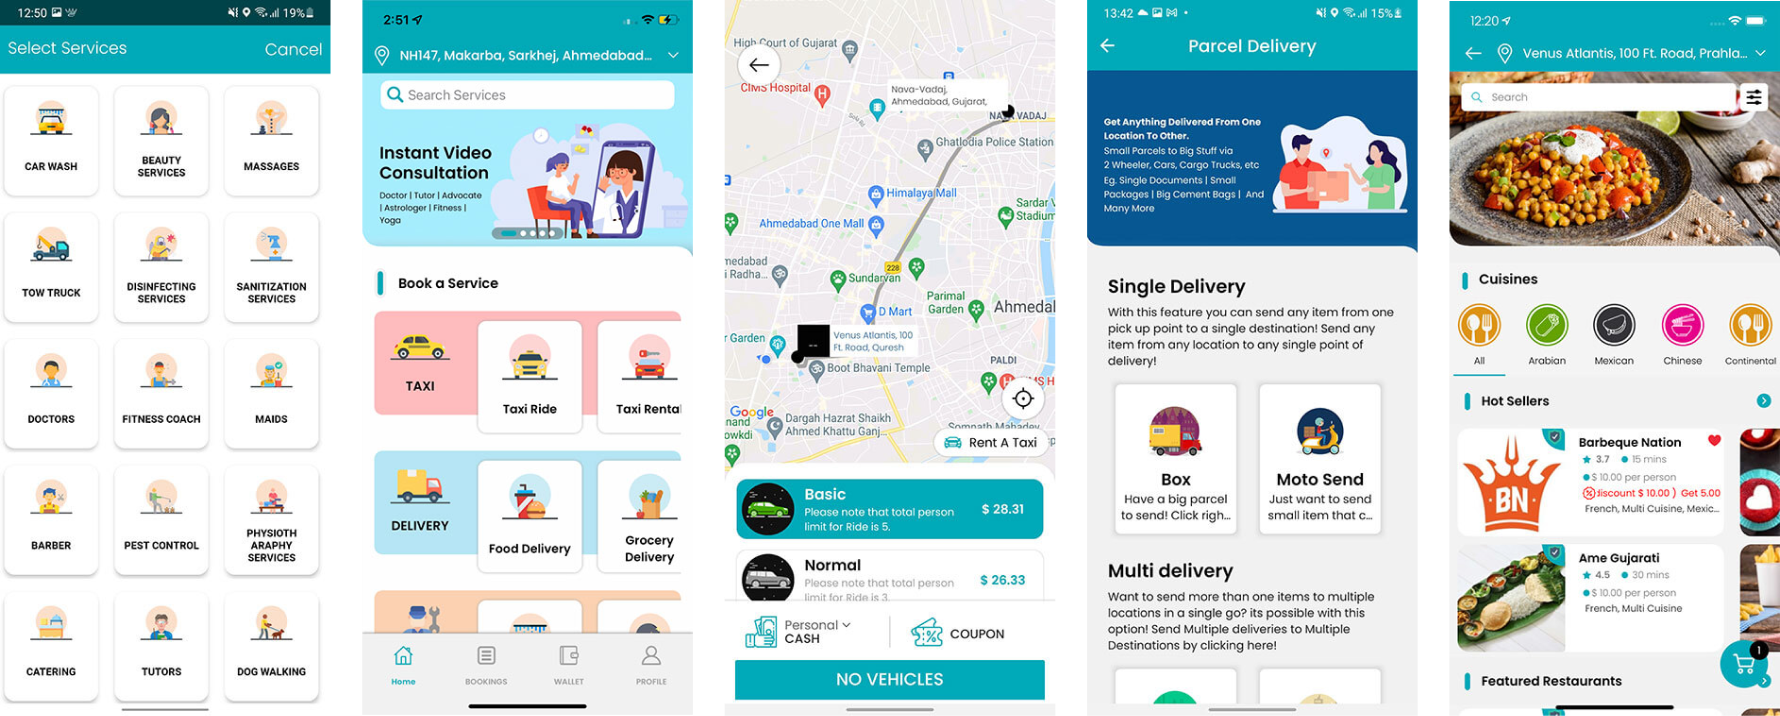 12:50
19%
Select Services
Cancel
CAR WASH
BEAUTY
SERVICES
MASSAGES
TOW TRUCK
DISINFECTING
SERVICES
SANITIZATION
SERVICES
DOCTORS
FITNESS COACH
MAIDS
BARBER
PEST CONTROL
PHYSIOTH
ARAPHY
SERVICES
CATERING
TUTORS
DOG WALKING
2:51
NH147, Makarba, Sarkhej, Ahmedabad...
Search Services
Instant Video
Consultation
Doctor | Tutor | Advocate
| Astrologer | Fitness |
Yoga
Book a Service
TAXI
Taxi Ride
Taxi Rental
DELIVERY
Food Delivery
Grocery
Delivery
Home
BOOKINGS
WALLET
PROFILE
High Court of Gujarat
CIMS Hospital
Nava-Vadaj,
Ahmedabad, Gujarat,
NAVA VADAJ
Ghatlodia Police Station
Himalaya Mall
Sardar V
Stadium
Ahmedabad One Mall
medabad
i Radha...
228
Sundarvan
Parimal
Garden
Ahmedal
D Mart
r Garden
Venus Atlantis, 100
Ft. Road, Quresh
PALDI
Boot Bhavani Temple
HCMS H
Google
nand
owkdi
Dargah Hazrat Shaikh
Ahmed Khattu Ganj...
Somnath Mahadev
Rent A Taxi
Basic
Please note that total person
limit for Ride is 5.
$ 28.31
Normal
Please note that total person
limit for Ride is 3.
$ 26.33
Personal
CASH
COUPON
NO VEHICLES
13:42
15%
Parcel Delivery
Get Anything Delivered From One
Location To Other.
Small Parcels to Big Stuff via
2 Wheeler, Cars, Cargo Trucks, etc
Eg. Single Documents | Small
Packages | Big Cement Bags | And
Many More
Single Delivery
With this feature you can send any item from one
pick up point to a single destination! Send any
item from any location to any single point of
delivery!
Box
Have a big parcel
to send! Click righ...
Moto Send
Just want to send
small item that c...
Multi delivery
Want to send more than one items to multiple
locations in a single go? its possible with this
option! Send Multiple deliveries to Multiple
Destinations by clicking here!
12:20
Venus Atlantis, 100 Ft. Road, Prahla...
Search
Cuisines
All
Arabian
Mexican
Chinese
Continental
Hot Sellers
BN
Barbeque Nation
3.7
15 mins
$ 10.00 per person
discount $ 10.00 ) Get 5.00
French, Multi Cuisine, Mexic...
Ame Gujarati
4.5
30 mins
$ 10.00 per person
French, Multi Cuisine
1
Featured Restaurants